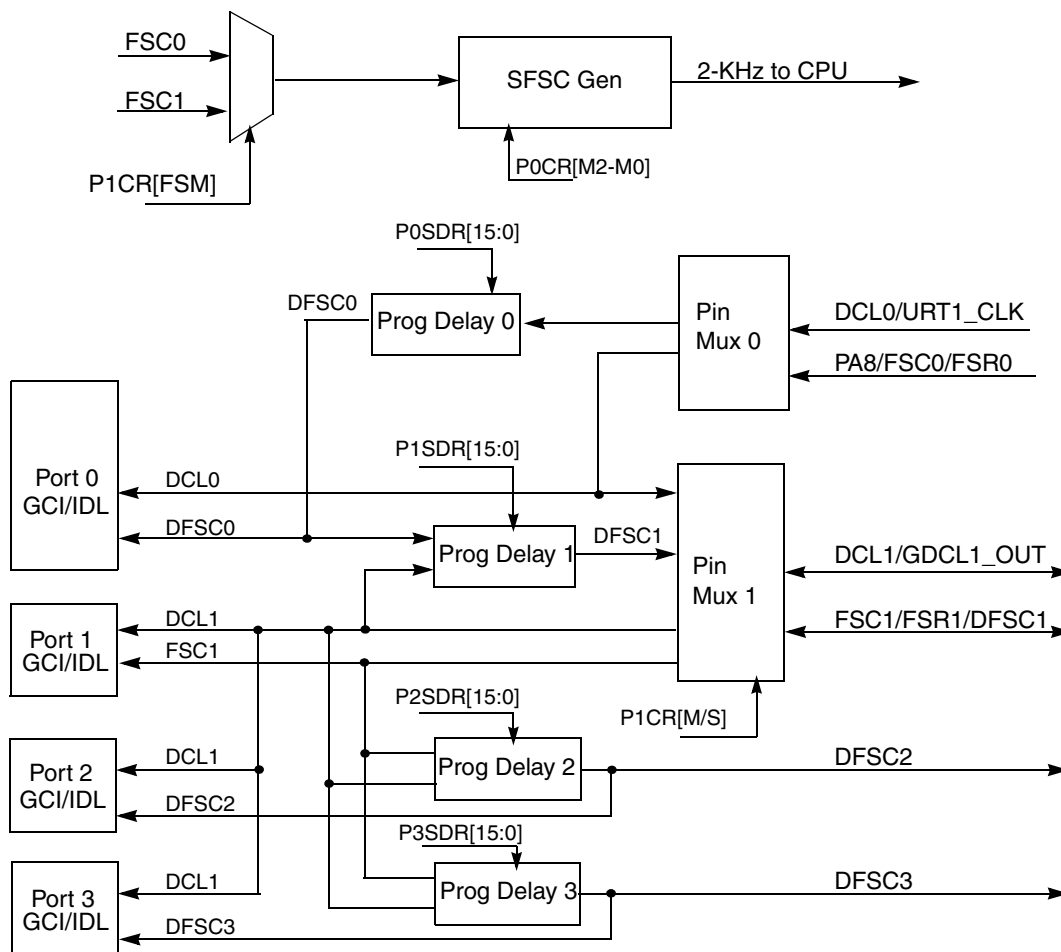 FSC0
FSC1
SFSC Gen
2-KHz to CPU
P1CR[FSM]
P0CR[M2-M0]
P0SDR[15:0]
DFSC0
Prog Delay 0
Pin
Mux 0
DCL0/URT1_CLK
PA8/FSC0/FSR0
P1SDR[15:0]
Port 0
GCI/IDL
DCL0
DFSC0
Prog Delay 1
DFSC1
Pin
Mux 1
DCL1/GDCL1_OUT
FSC1/FSR1/DFSC1
Port 1
GCI/IDL
DCL1
FSC1
P2SDR[15:0]
P1CR[M/S]
Port 2
GCI/IDL
DCL1
DFSC2
Prog Delay 2
DFSC2
P3SDR[15:0]
Port 3
GCI/IDL
DCL1
DFSC3
Prog Delay 3
DFSC3